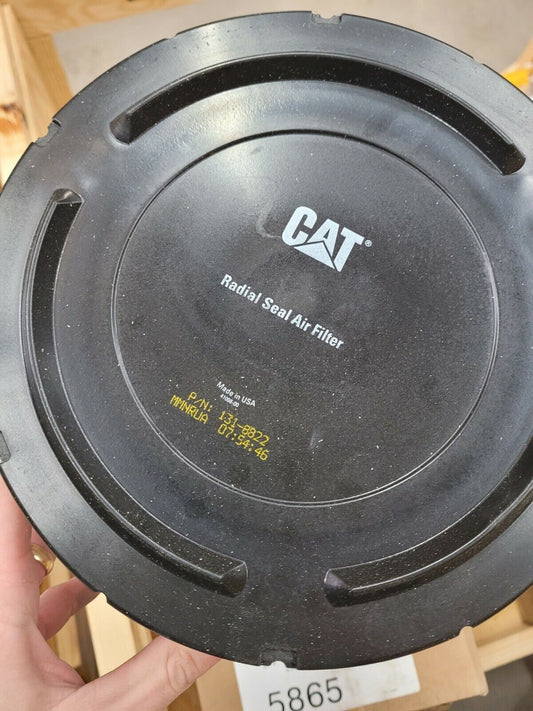 CAT®
Radial Seal Air Filter
Made in USA
P/N: 131-8822
MMNRUA 07:54:46
5865